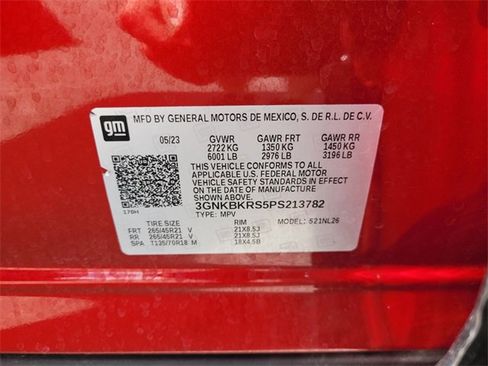 gm
MFD BY GENERAL MOTORS DE MEXICO, S. DE R.L. DE C.V.
05/23 GVWR GAWR FRT GAWR RR
2722 KG 1350 KG 1450 KG
6001 LB 2976 LB 3196 LB
THIS VEHICLE CONFORMS TO ALL
APPLICABLE U.S. FEDERAL MOTOR
VEHICLE SAFETY AND THEFT
PREVENTION STANDARDS IN EFFECT
ON THE DATE OF MANUFACTURE
SHOWN ABOVE.
3GNKBKRS5PS213782
TYPE: MPV MODEL: 521NL26
TIRE SIZE RIM
FRT 265/45R21 V 21X8.5J
RR 265/45R21 V 21X8.5J
SPA T135/70R18 M 18X4.5B